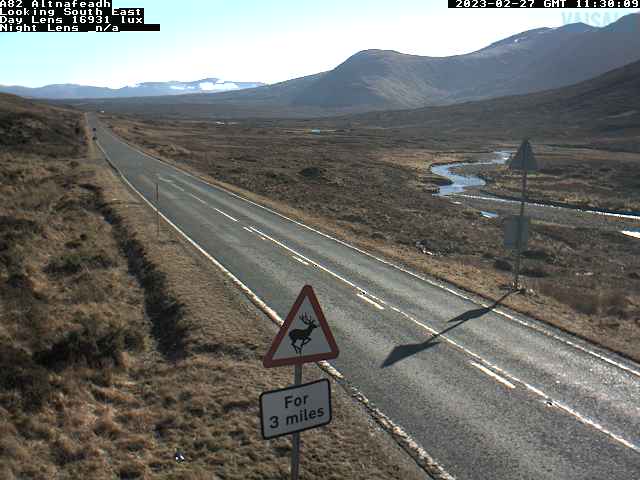 A82 Altnafeadh
Looking South East
Day Lens 16931 lux
Night Lens n/a
2023-02-27 GMT 11:30:09
VAISALA
For
3 miles